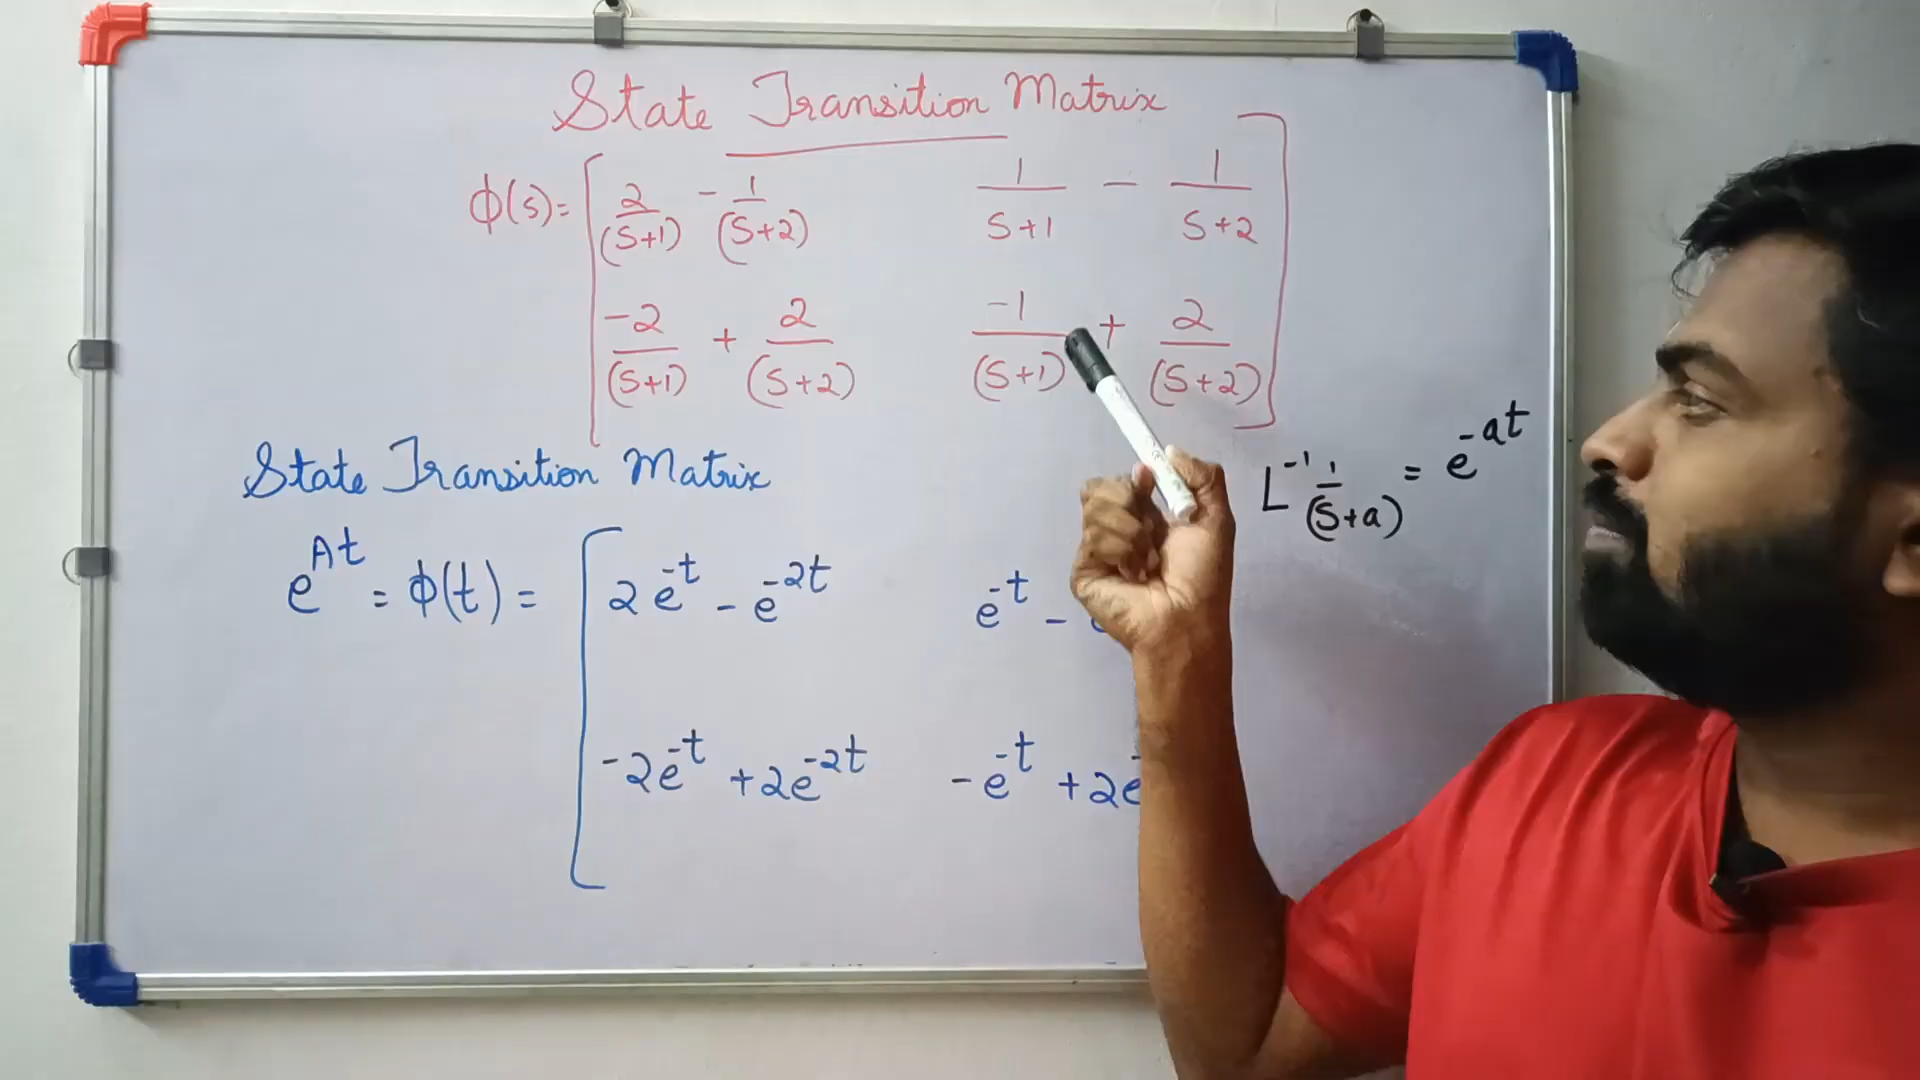 State Transition Matrix
ϕ(s)= [ 2/(S+1) - 1/(S+2)   1/S+1 - 1/S+2
-2/(S+1) + 2/(S+2)   -1/(S+1) + 2/(S+2) ]
State Transition Matrix
L⁻¹ 1/(S+a) = e^-at
e^At = ϕ(t) = [ 2e^-t - e^-2t   e^-t -
-2e^-t +2e^-2t   -e^-t +2e